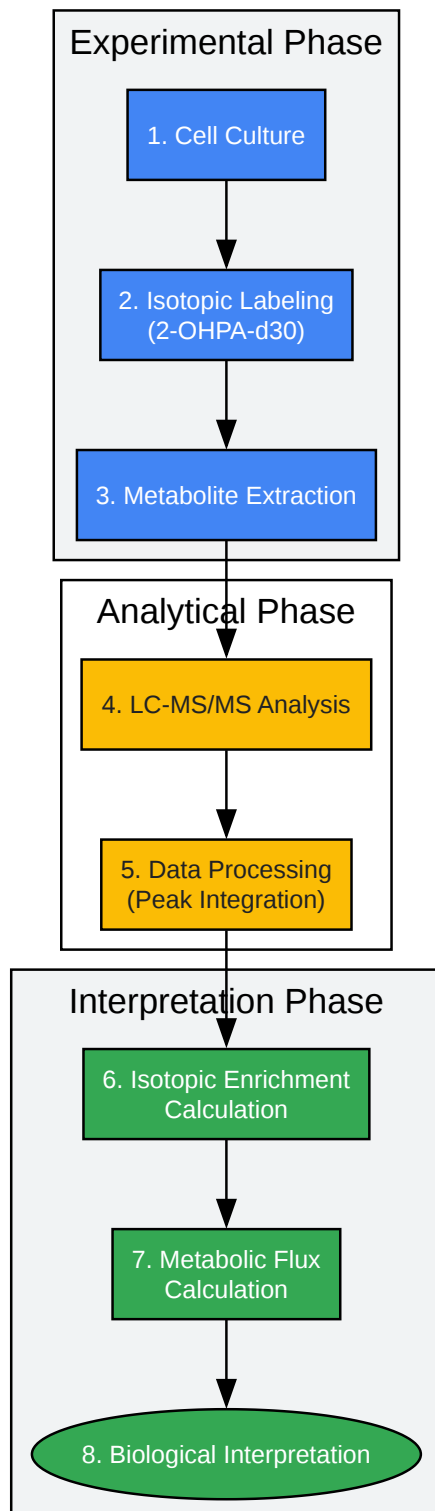 Experimental Phase
1. Cell Culture
2. Isotopic Labeling
(2-OHPA-d30)
3. Metabolite Extraction
Analytical Phase
4. LC-MS/MS Analysis
5. Data Processing
(Peak Integration)
Interpretation Phase
6. Isotopic Enrichment
Calculation
7. Metabolic Flux
Calculation
8. Biological Interpretation